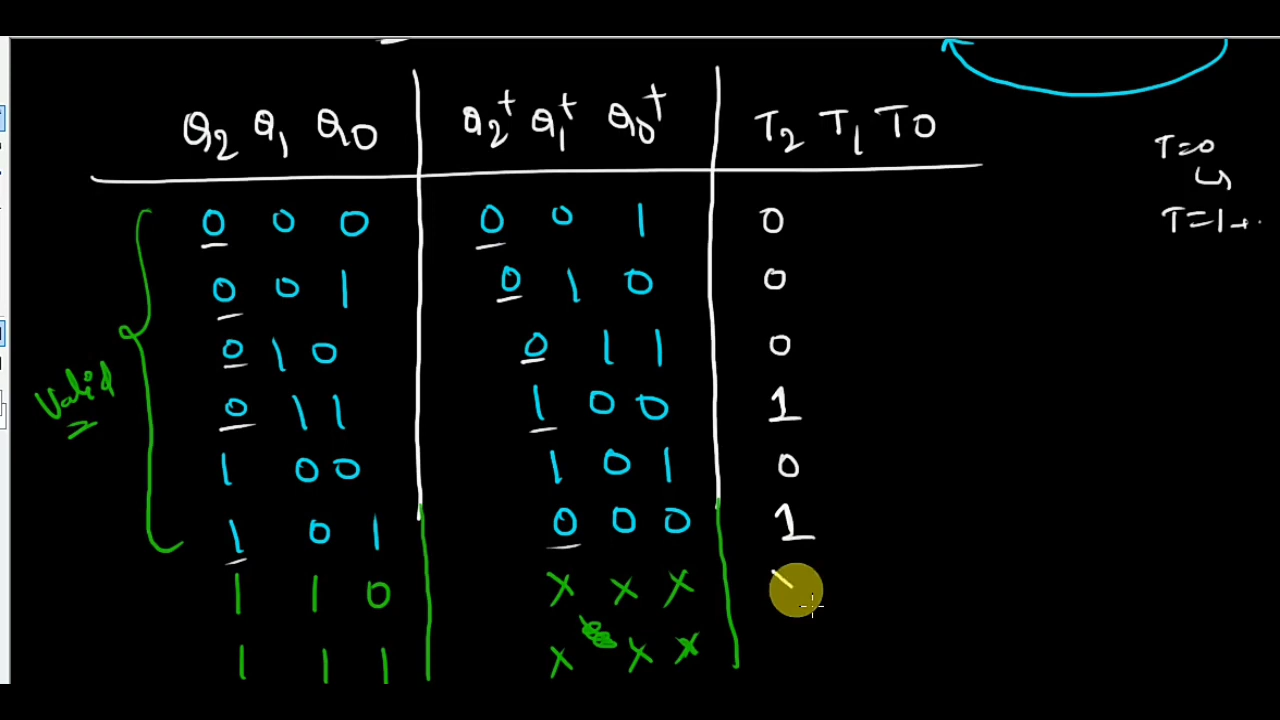 Q2 Q1 Q0 Q2+ Q1+ Q0+ T2 T1 T0
T=0
T=1→
0 0 0 0 0 1 0
0 0 1 0 1 0 0
0 1 0 0 1 1 0
0 1 1 1 0 0 1
Valid
1 0 0 1 0 1 0
1 0 1 0 0 0 1
1 1 0 X X X
1 1 1 X X X